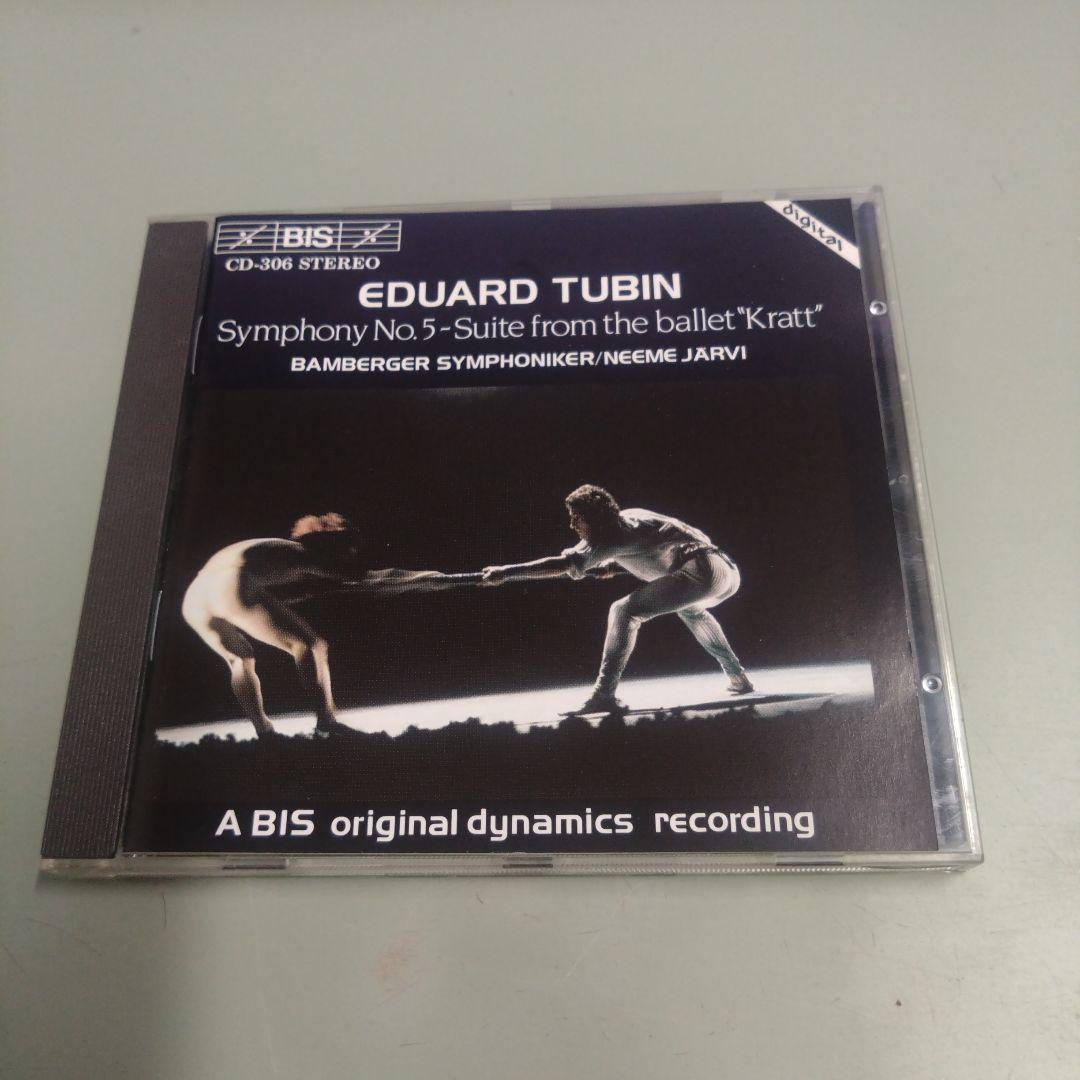 BIS
digital
CD-306 STEREO
EDUARD TUBIN
Symphony No. 5 - Suite from the ballet "Kratt"
BAMBERGER SYMPHONIKER/NEEME JÄRVI
A BIS original dynamics recording